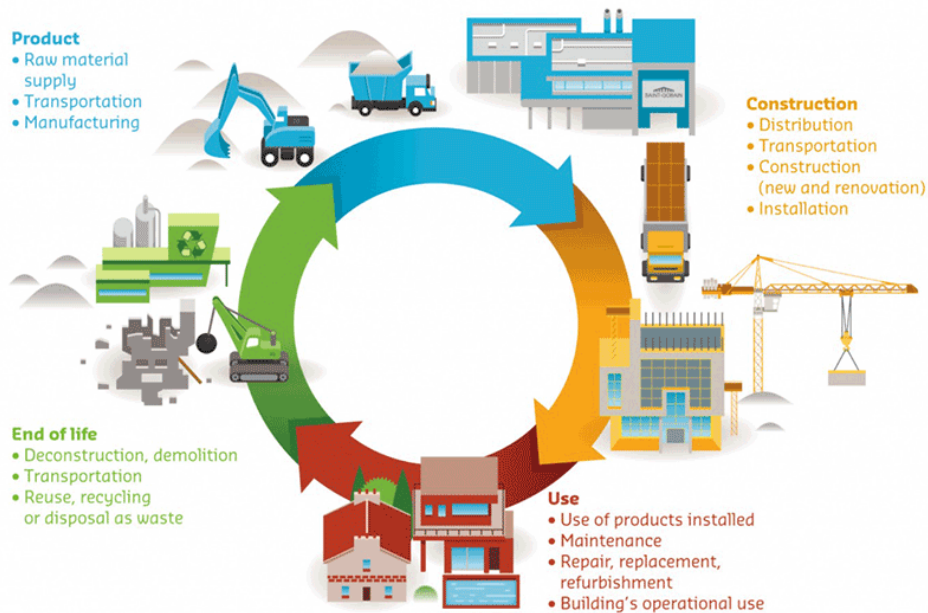 Product
• Raw material
supply
• Transportation
• Manufacturing
SAINT-GOBAIN
Construction
• Distribution
• Transportation
• Construction
(new and renovation)
• Installation
End of life
• Deconstruction, demolition
• Transportation
• Reuse, recycling
or disposal as waste
Use
• Use of products installed
• Maintenance
• Repair, replacement,
refurbishment
• Building's operational use